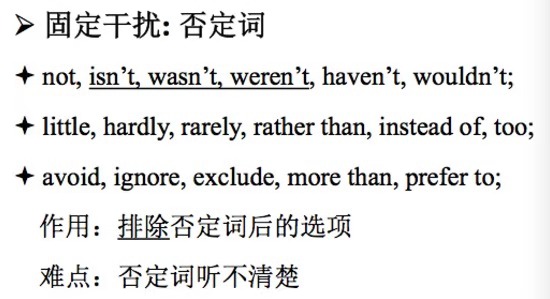 ➢ 固定干扰: 否定词
✦ not, isn’t, wasn’t, weren’t, haven’t, wouldn’t;
✦ little, hardly, rarely, rather than, instead of, too;
✦ avoid, ignore, exclude, more than, prefer to;
作用：排除否定词后的选项
难点：否定词听不清楚